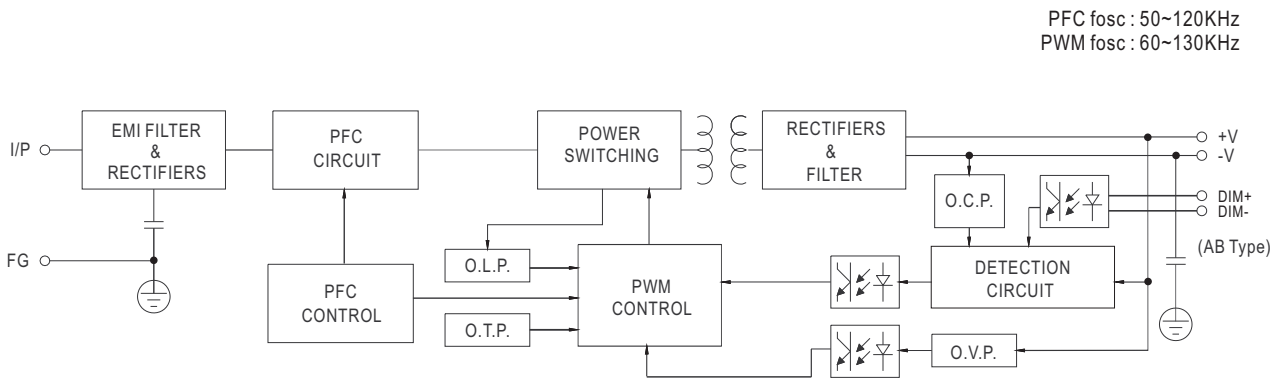 PFC fosc : 50~120KHz
PWM fosc : 60~130KHz
EMI FILTER
&
RECTIFIERS
PFC
CIRCUIT
POWER
SWITCHING
RECTIFIERS
&
FILTER
I/P
+V
-V
O.C.P.
DIM+
DIM-
(AB Type)
FG
O.L.P.
PFC
CONTROL
PWM
CONTROL
DETECTION
CIRCUIT
O.T.P.
O.V.P.